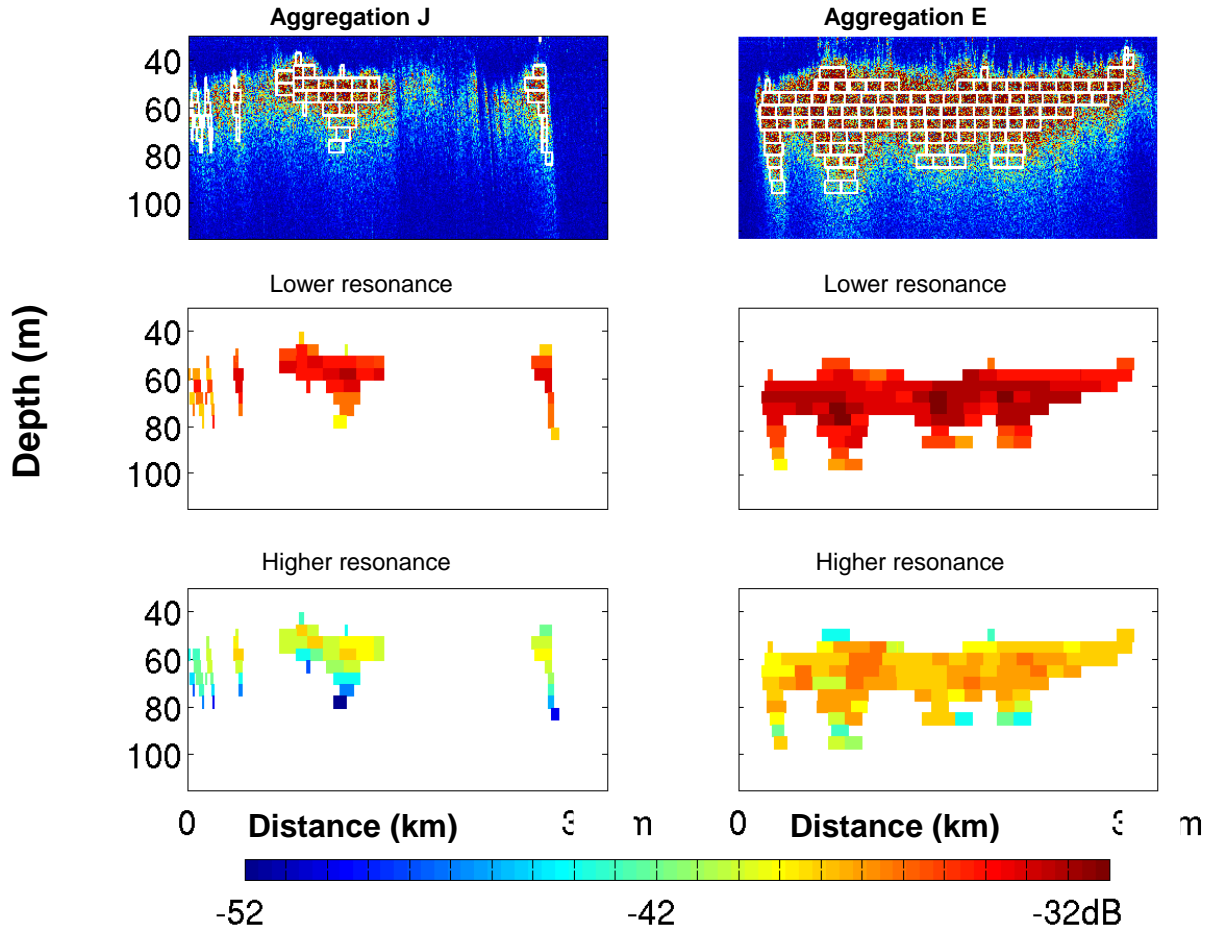 Aggregation J
Aggregation E
40
60
80
100
Lower resonance
Lower resonance
Depth (m)
40
60
80
100
Higher resonance
Higher resonance
40
60
80
100
0
Distance (km)
m
0
Distance (km)
m
-52
-42
-32dB